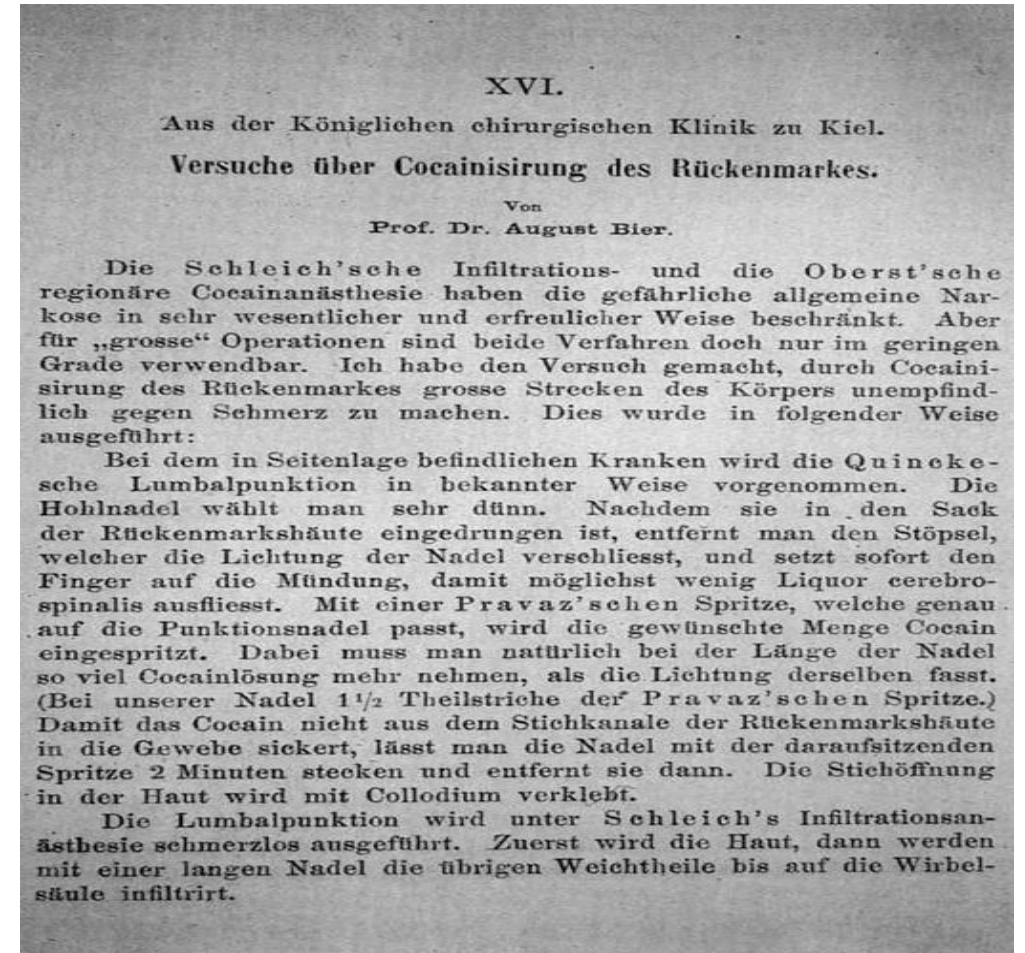 XVI.
Aus der Königlichen chirurgischen Klinik zu Kiel.
Versuche über Cocainisirung des Rückenmarkes.
Von
Prof. Dr. August Bier.
Die Schleich'sche Infiltrations- und die Oberst'sche
regionäre Cocainanästhesie haben die gefährliche allgemeine Nar-
kose in sehr wesentlicher und erfreulicher Weise beschränkt. Aber
für „grosse“ Operationen sind beide Verfahren doch nur im geringen
Grade verwendbar. Ich habe den Versuch gemacht, durch Cocaini-
sirung des Rückenmarkes grosse Strecken des Körpers unempfind-
lich gegen Schmerz zu machen. Dies wurde in folgender Weise
ausgeführt:
Bei dem in Seitenlage befindlichen Kranken wird die Quincke-
sche Lumbalpunktion in bekannter Weise vorgenommen. Die
Hohlnadel wählt man sehr dünn. Nachdem sie in den Sack
der Rückenmarkshäute eingedrungen ist, entfernt man den Stöpsel,
welcher die Lichtung der Nadel verschliesst, und setzt sofort den
Finger auf die Mündung, damit möglichst wenig Liquor cerebro-
spinalis ausfliesst. Mit einer Pravaz'schen Spritze, welche genau
auf die Punktionsnadel passt, wird die gewünschte Menge Cocain
eingespritzt. Dabei muss man natürlich bei der Länge der Nadel
so viel Cocainlösung mehr nehmen, als die Lichtung derselben fasst.
(Bei unserer Nadel 1 1/2 Theilstriche der Pravaz'schen Spritze.)
Damit das Cocain nicht aus dem Stichkanale der Rückenmarkshäute
in die Gewebe sickert, lässt man die Nadel mit der daraufsitzenden
Spritze 2 Minuten stecken und entfernt sie dann. Die Stichöffnung
in der Haut wird mit Collodium verklebt.
Die Lumbalpunktion wird unter Schleich's Infiltrationsan-
ästhesie schmerzlos ausgeführt. Zuerst wird die Haut, dann werden
mit einer langen Nadel die übrigen Weichtheile bis auf die Wirbel-
säule infiltrirt.